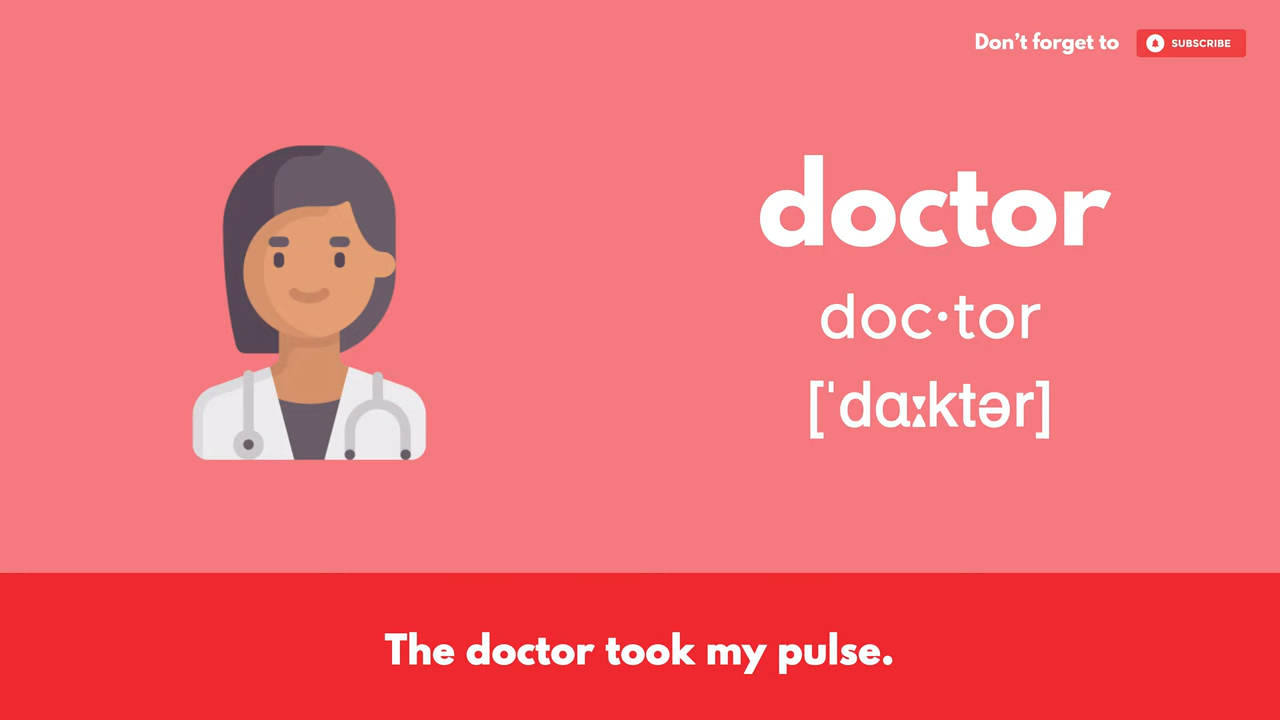 Don't forget to SUBSCRIBE
doctor
doc·tor
[ˈdɑːktər]
The doctor took my pulse.